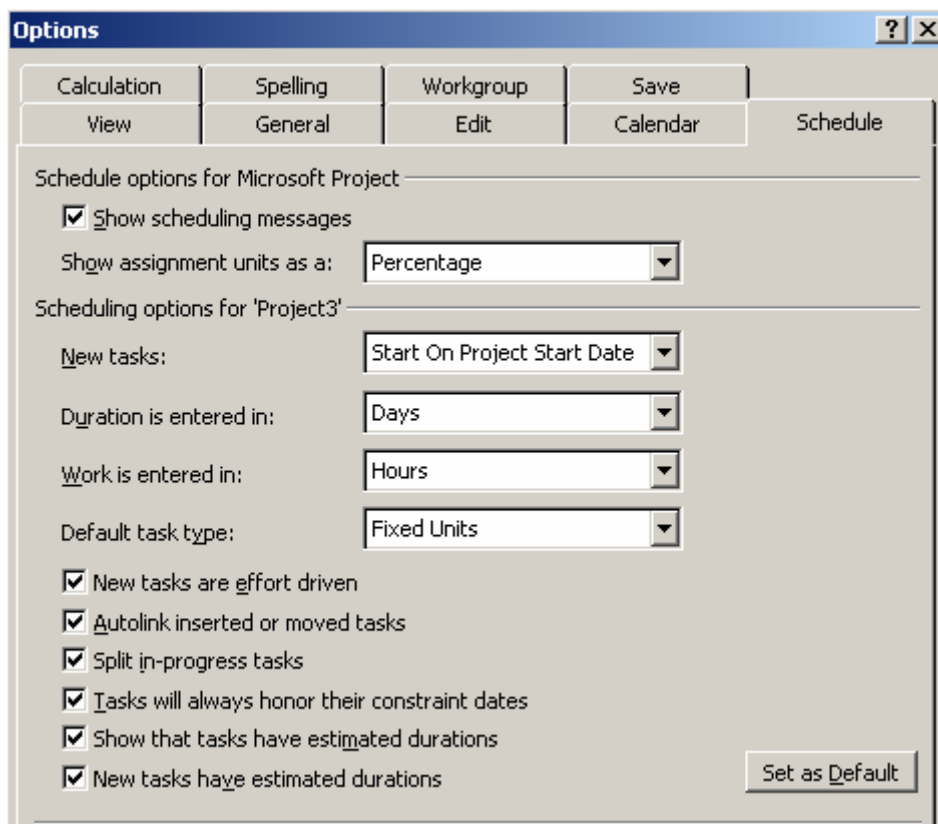 Options
Calculation Spelling Workgroup Save
View General Edit Calendar Schedule
Schedule options for Microsoft Project
Show scheduling messages
Show assignment units as a: Percentage
Scheduling options for 'Project3'
New tasks: Start On Project Start Date
Duration is entered in: Days
Work is entered in: Hours
Default task type: Fixed Units
New tasks are effort driven
Autolink inserted or moved tasks
Split in-progress tasks
Tasks will always honor their constraint dates
Show that tasks have estimated durations
New tasks have estimated durations
Set as Default